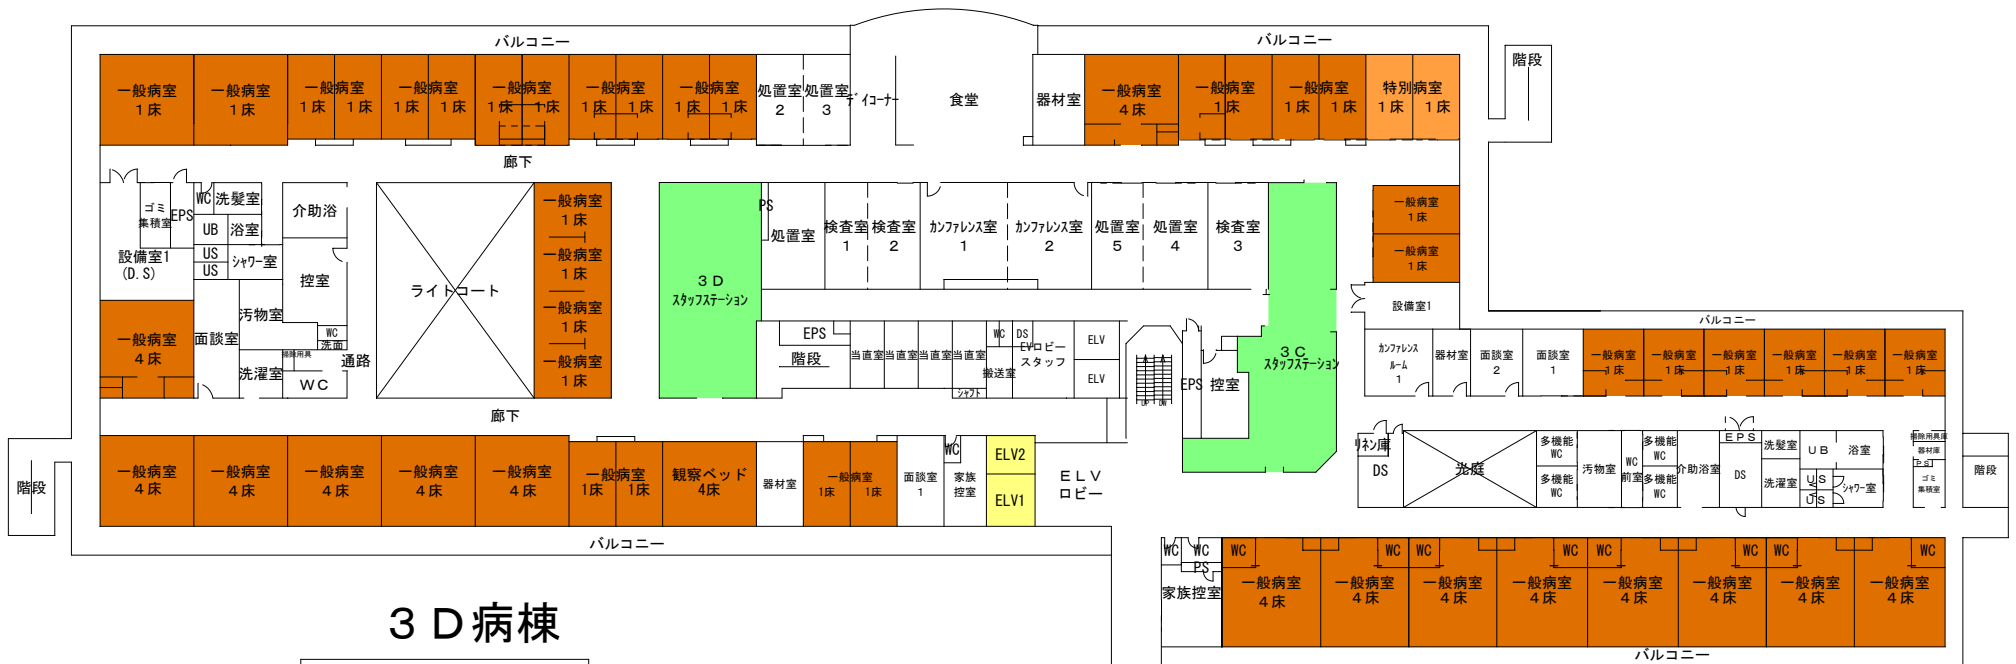 バルコニー
バルコニー
階段
一般病室
1床
一般病室
1床
一般病室
1床 1床
一般病室
1床 1床
一般病室
1床 1床
一般病室
1床 1床
一般病室
1床 1床
処置室
2
処置室
3
デイコーナー
食堂
器材室
一般病室
4床
一般病室
1床
一般病室
1床 1床
特別病室
1床 1床
廊下
ゴミ
集積室
EPS
WC
洗髪室
UB
浴室
US
US
シャワー室
設備室1
(D.S)
介助浴
控室
ライトコート
一般病室
1床
一般病室
1床
一般病室
1床
一般病室
1床
3D
スタッフステーション
PS
処置室
検査室
1
検査室
2
カンファレンス室
1
カンファレンス室
2
処置室
5
処置室
4
検査室
3
一般病室
1床
一般病室
1床
設備室1
バルコニー
一般病室
4床
面談室
汚物室
洗濯室
掃除用具
WC
WC
洗面
通路
EPS
階段
当直室
当直室
当直室
当直室
WC
DS
EVロビー
スタッフ
搬送室
シャフト
ELV
ELV
UP
DW
EPS
控室
3C
スタッフステーション
カンファレンス
ルーム
1
器材室
面談室
2
面談室
1
一般病室
1床
一般病室
1床
一般病室
1床
一般病室
1床
一般病室
1床
一般病室
1床
廊下
階段
一般病室
4床
一般病室
4床
一般病室
4床
一般病室
4床
一般病室
4床
一般病室
1床 1床
観察ベッド
4床
器材室
一般病室
1床 1床
面談室
1
WC
家族
控室
ELV2
ELV1
ELV
ロビー
リネン庫
DS
光庭
多機能
WC
多機能
WC
汚物室
WC
前室
多機能
WC
多機能
WC
介助浴室
EPS
DS
洗髪室
洗濯室
UB
浴室
US
US
シャワー室
掃除用具庫
器材庫
PS
ゴミ
集積室
階段
バルコニー
WC
WC
PS
家族控室
WC
一般病室
4床
WC
一般病室
4床
WC
一般病室
4床
WC
一般病室
4床
WC
一般病室
4床
WC
一般病室
4床
WC
一般病室
4床
WC
一般病室
4床
バルコニー
3D病棟